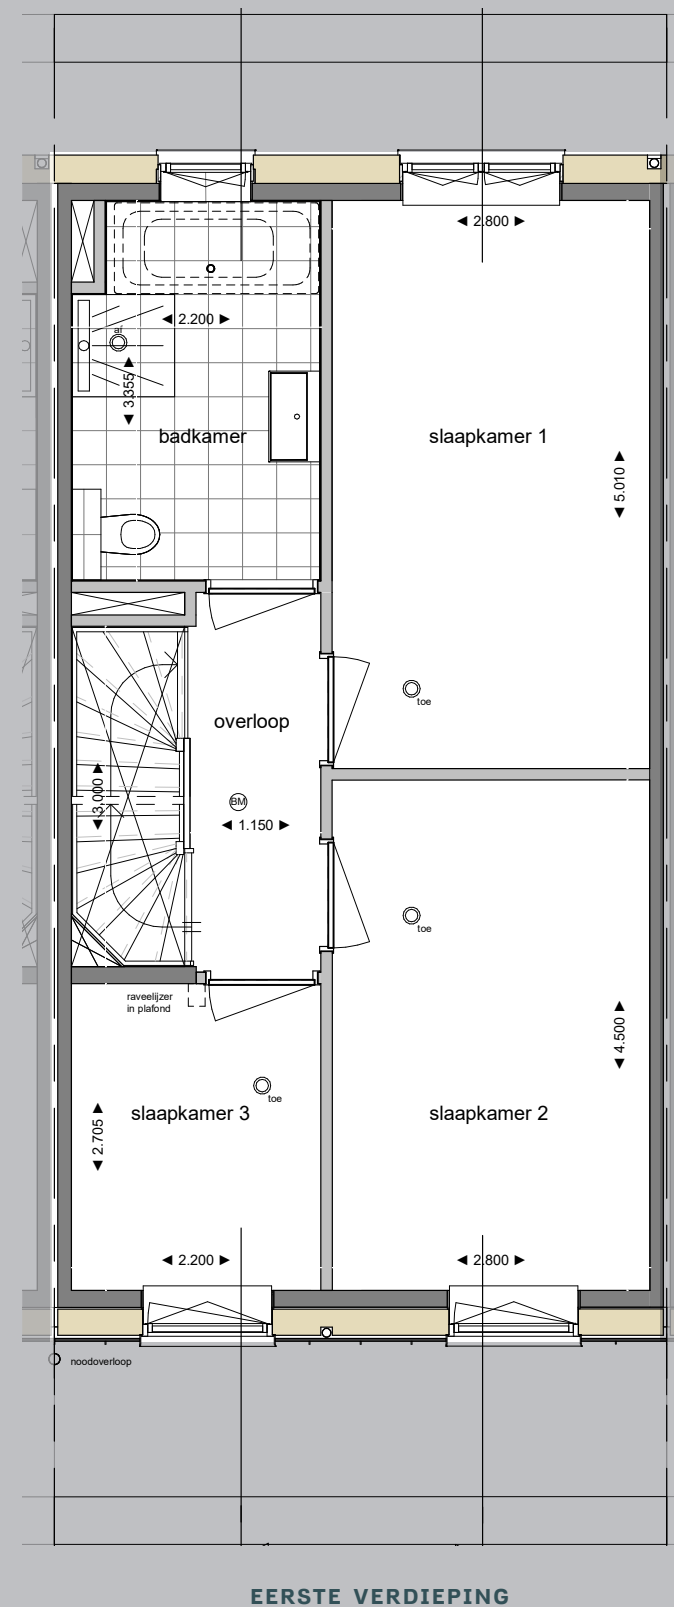 2.800
2.200
af
3.355
badkamer
slaapkamer 1
5.010
toe
overloop
3.000
BM
1.150
toe
raveelijzer
in plafond
4.500
toe
slaapkamer 3
slaapkamer 2
2.705
2.200
2.800
noodoverloop
EERSTE VERDIEPING